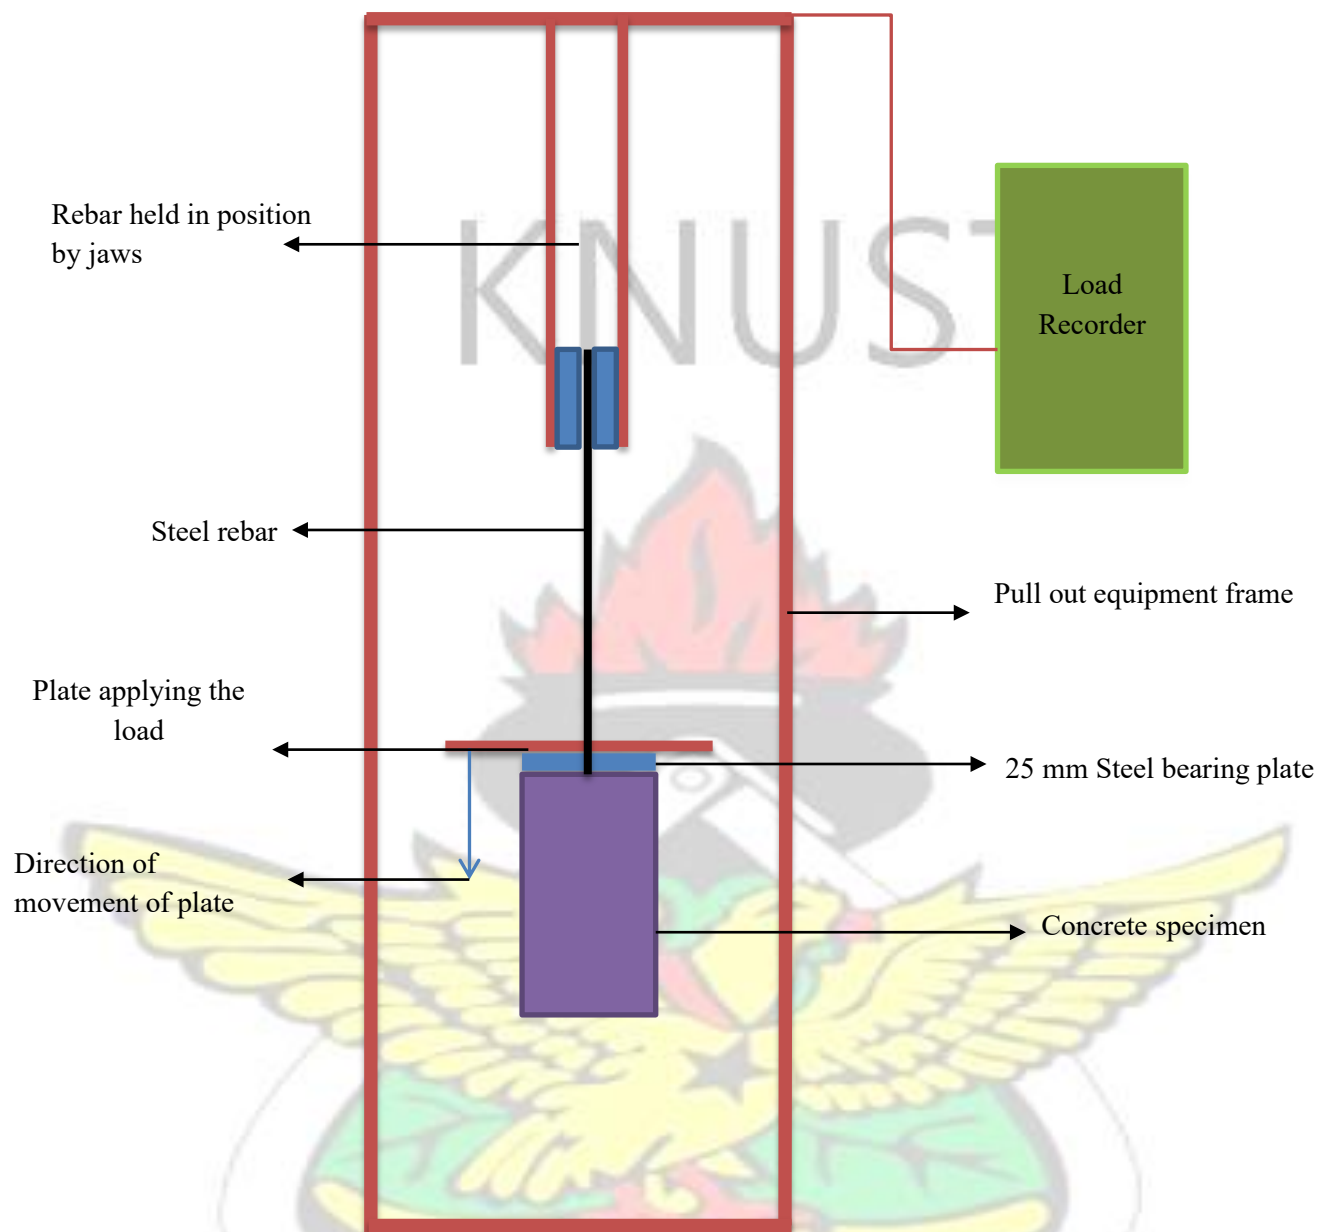 KNUST
Rebar held in position
by jaws
Load
Recorder
Steel rebar
Pull out equipment frame
Plate applying the
load
25 mm Steel bearing plate
Direction of
movement of plate
Concrete specimen